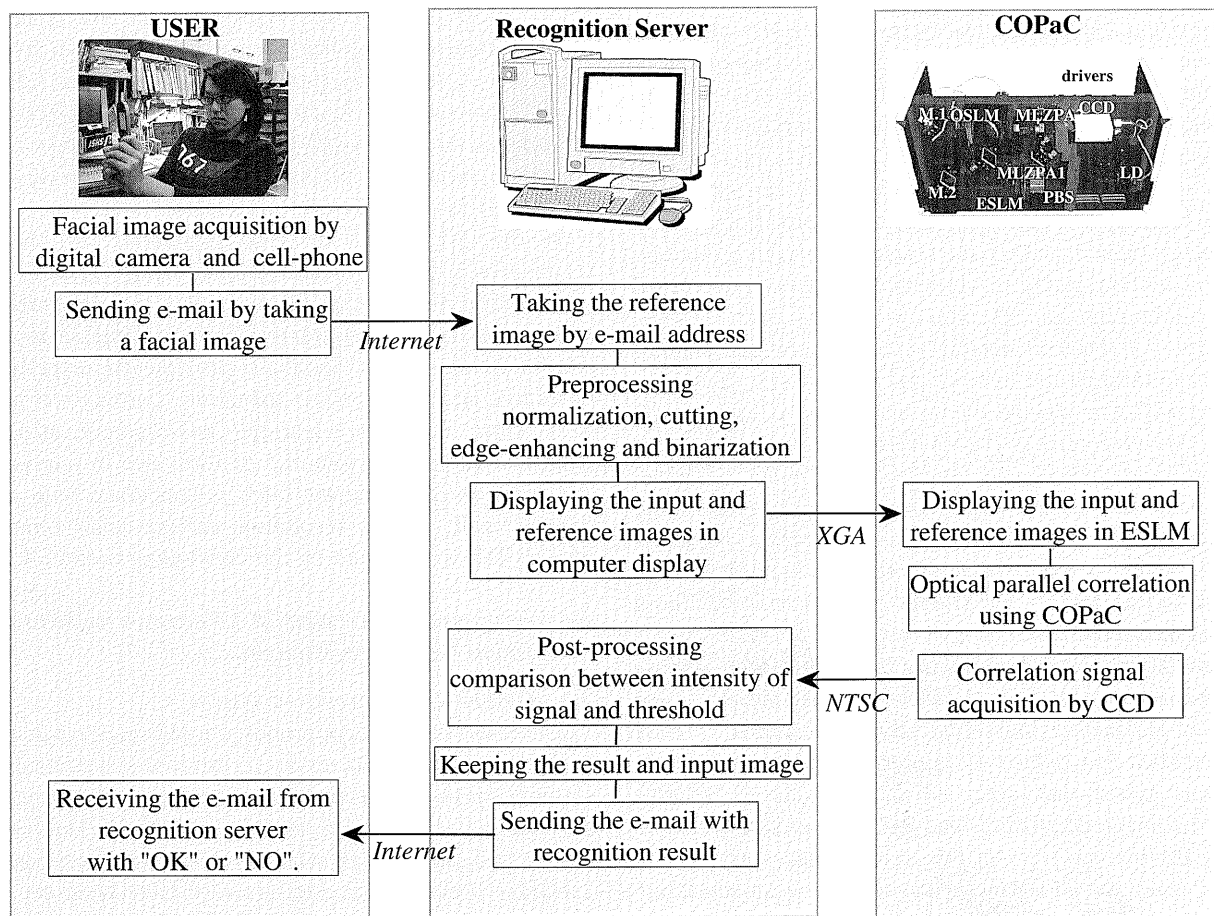 USER
767
Facial image acquisition by
digital camera and cell-phone
Sending e-mail by taking
a facial image
Internet
Recognition Server
Taking the reference
image by e-mail address
Preprocessing
normalization, cutting,
edge-enhancing and binarization
Displaying the input and
reference images in
computer display
XGA
COPaC
drivers
M.1 OSLM MLZPA CCD
MLZPA1 LD
M.2
ESLM PBS
Displaying the input and
reference images in ESLM
Optical parallel correlation
using COPaC
Correlation signal
acquisition by CCD
NTSC
Post-processing
comparison between intensity of
signal and threshold
Keeping the result and input image
Sending the e-mail with
recognition result
Internet
Receiving the e-mail from
recognition server
with "OK" or "NO".